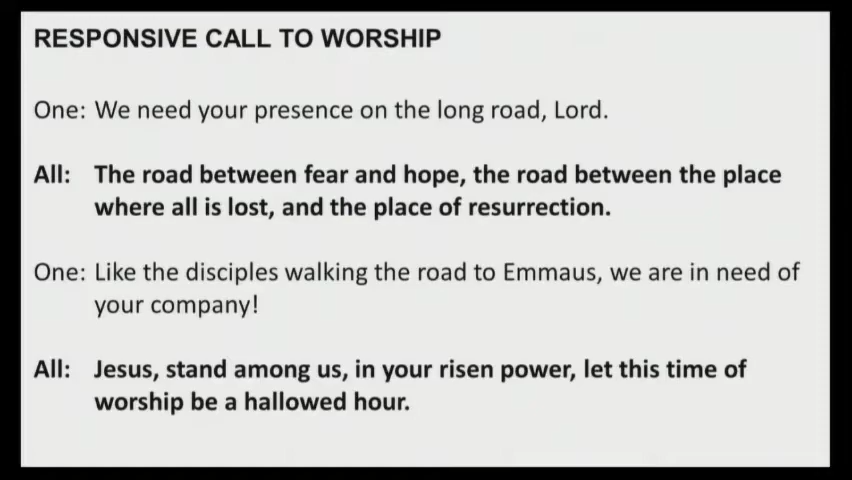 RESPONSIVE CALL TO WORSHIP
One: We need your presence on the long road, Lord.
All: The road between fear and hope, the road between the place
where all is lost, and the place of resurrection.
One: Like the disciples walking the road to Emmaus, we are in need of
your company!
All: Jesus, stand among us, in your risen power, let this time of
worship be a hallowed hour.